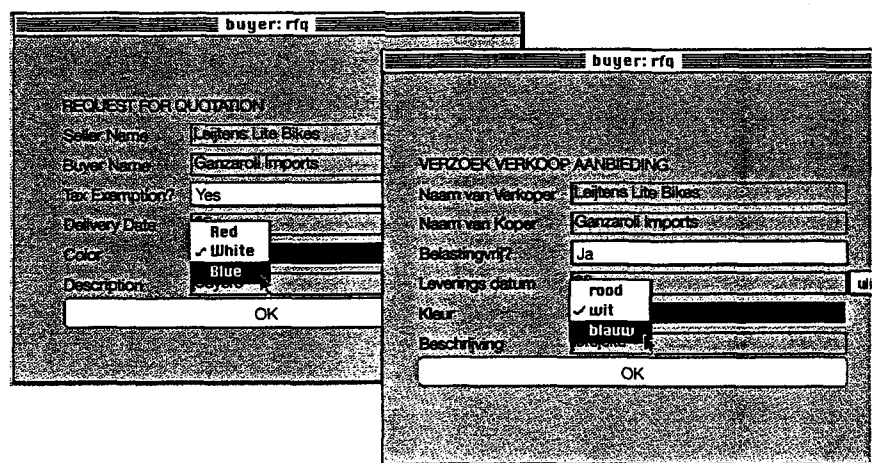 buyer: rfq
REQUEST FOR QUOTATION
Seller Name Leijtens Lite Bikes
Buyer Name Ganzaroli Imports
Tax Exemption? Yes
Delivery Date
Red
✓ White
Color
Blue
Description
OK
buyer: rfq
VERZOEK VERKOOP AANBIEDING
Naam van Verkoper Leijtens Lite Bikes
Naam van Koper Ganzaroli Imports
Belastingvrij? Ja
Leverings datum
rood
✓ wit
Kleur
blauw
Beschrijving
OK